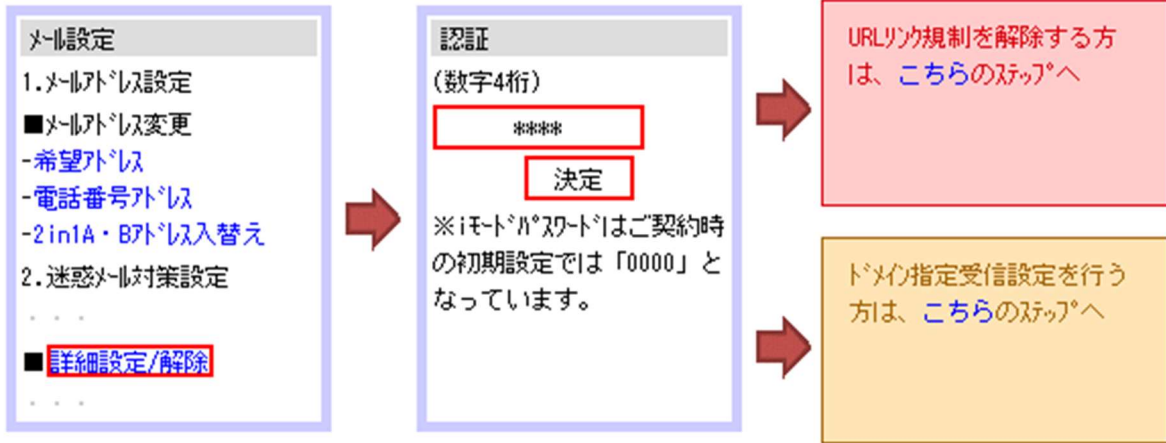 ﾒｰﾙ設定
1.ﾒｰﾙｱﾄﾞﾚｽ設定
■ﾒｰﾙｱﾄﾞﾚｽ変更
-希望ｱﾄﾞﾚｽ
-電話番号ｱﾄﾞﾚｽ
-2in1A・Bｱﾄﾞﾚｽ入替え
2.迷惑ﾒｰﾙ対策設定
・・・
■詳細設定/解除
・・・
認証
(数字4桁)
****
決定
※iﾓｰﾄﾞﾊﾟｽﾜｰﾄﾞはご契約時
の初期設定では「0000」と
なっています。
URLﾘﾝｸ規制を解除する方
は、こちらのｽﾃｯﾌﾟへ
ﾄﾞﾒｲﾝ指定受信設定を行う
方は、こちらのｽﾃｯﾌﾟへ